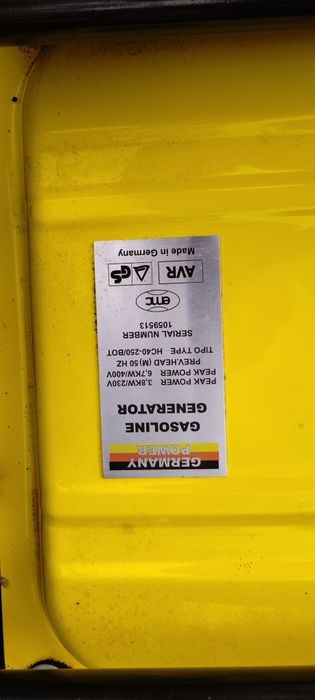 GERMANY
POWER
GASOLINE
GENERATOR
PEAK POWER 3,8KW/230V
PEAK POWER 6,7KW/400V
PREV.HEAD (M) 50 HZ
TIPO TYPE HC40-250/BOT
1059513
SERIAL NUMBER
emc
AVR GS
Made in Germany